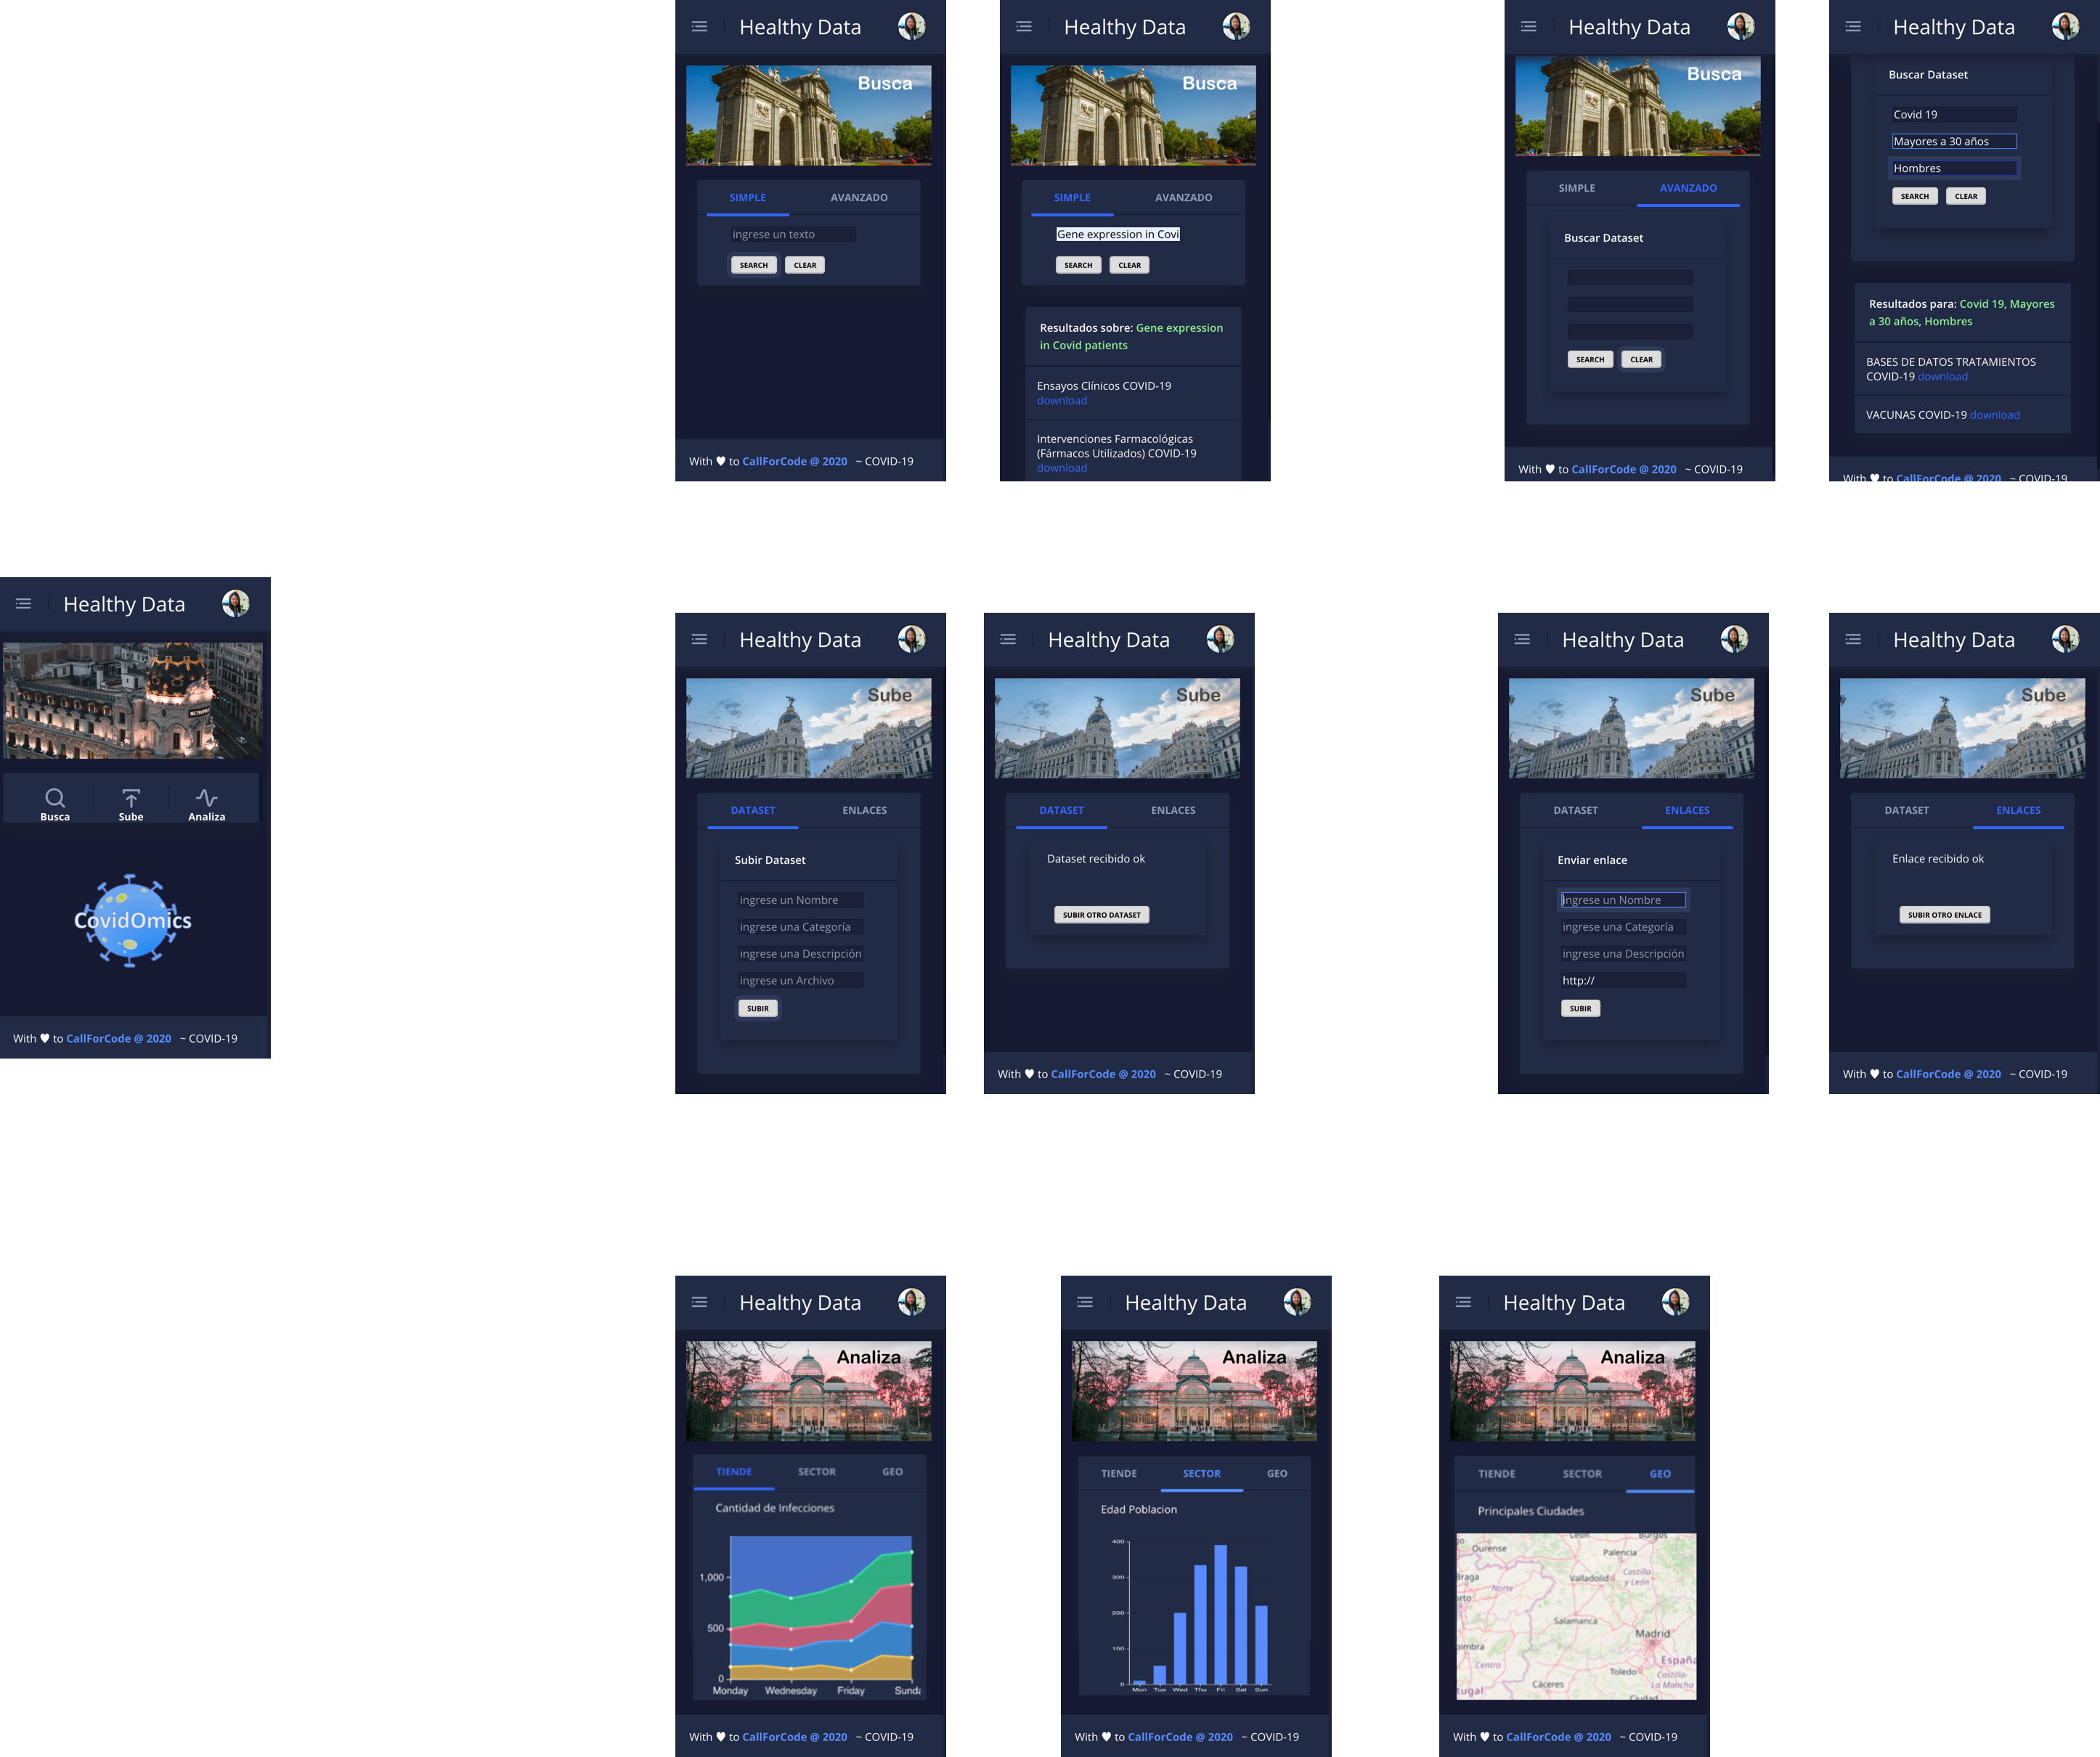 Healthy Data
Busca
SIMPLE AVANZADO
ingrese un texto
SEARCH CLEAR
With ♥ to CallForCode @ 2020 ~ COVID-19
Healthy Data
Busca
SIMPLE AVANZADO
Gene expression in Covi
SEARCH CLEAR
Resultados sobre: Gene expression
in Covid patients
Ensayos Clínicos COVID-19
download
Intervenciones Farmacológicas
(Fármacos Utilizados) COVID-19
download
Healthy Data
Busca
SIMPLE AVANZADO
Buscar Dataset
SEARCH CLEAR
With ♥ to CallForCode @ 2020 ~ COVID-19
Healthy Data
Buscar Dataset
Covid 19
Mayores a 30 años
Hombres
SEARCH CLEAR
Resultados para: Covid 19, Mayores
a 30 años, Hombres
BASES DE DATOS TRATAMIENTOS
COVID-19 download
VACUNAS COVID-19 download
With ♥ to CallForCode @ 2020 ~ COVID-19
Healthy Data
METROPOLIS
Busca Sube Analiza
CovidOmics
With ♥ to CallForCode @ 2020 ~ COVID-19
Healthy Data
Sube
DATASET ENLACES
Subir Dataset
ingrese un Nombre
ingrese una Categoría
ingrese una Descripción
ingrese un Archivo
SUBIR
Healthy Data
Sube
DATASET ENLACES
Dataset recibido ok
SUBIR OTRO DATASET
With ♥ to CallForCode @ 2020 ~ COVID-19
Healthy Data
Sube
DATASET ENLACES
Enviar enlace
ingrese un Nombre
ingrese una Categoría
ingrese una Descripción
http://
SUBIR
Healthy Data
Sube
DATASET ENLACES
Enlace recibido ok
SUBIR OTRO ENLACE
With ♥ to CallForCode @ 2020 ~ COVID-19
Healthy Data
Analiza
TIENDE SECTOR GEO
Cantidad de Infecciones
1,000
500
0
Monday Wednesday Friday Sunda
With ♥ to CallForCode @ 2020 ~ COVID-19
Healthy Data
Analiza
TIENDE SECTOR GEO
Edad Poblacion
400
300
200
100
0
Mon Tue Wed Thu Fri Sat Sun
With ♥ to CallForCode @ 2020 ~ COVID-19
Healthy Data
Analiza
TIENDE SECTOR GEO
Principales Ciudades
León Burgos
Ourense
Palencia
Braga
Norte
Valladolid
Castilla
y León
Salamanca
Madrid
Centro
España
Toledo
Castilla-
La Mancha
Cáceres
Ciudad
tugal
With ♥ to CallForCode @ 2020 ~ COVID-19